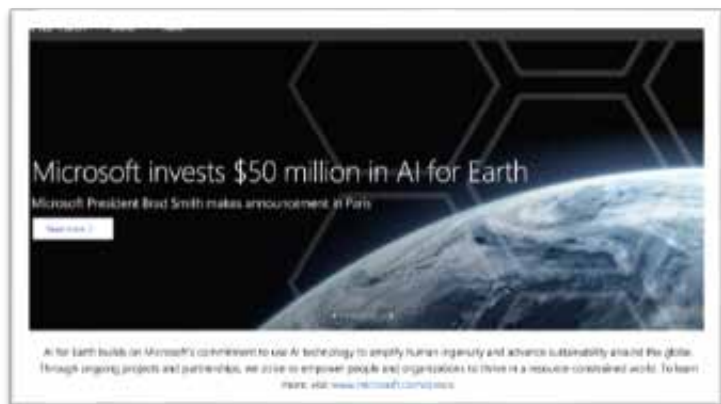 Microsoft invests $50 million in AI for Earth
Microsoft President Brad Smith makes announcement in Paris
Read more >
AI for Earth builds on Microsoft's commitment to use AI technology to amplify human ingenuity and advance sustainability around the globe.
Through ongoing projects and partnerships, we strive to empower people and organizations to thrive in a resource-constrained world. To learn
more, visit